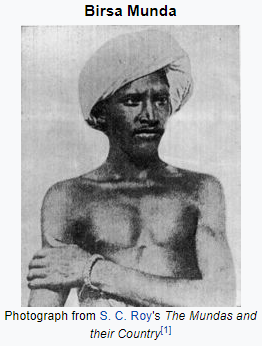 Birsa Munda
Photograph from S. C. Roy's The Mundas and
their Country[1]